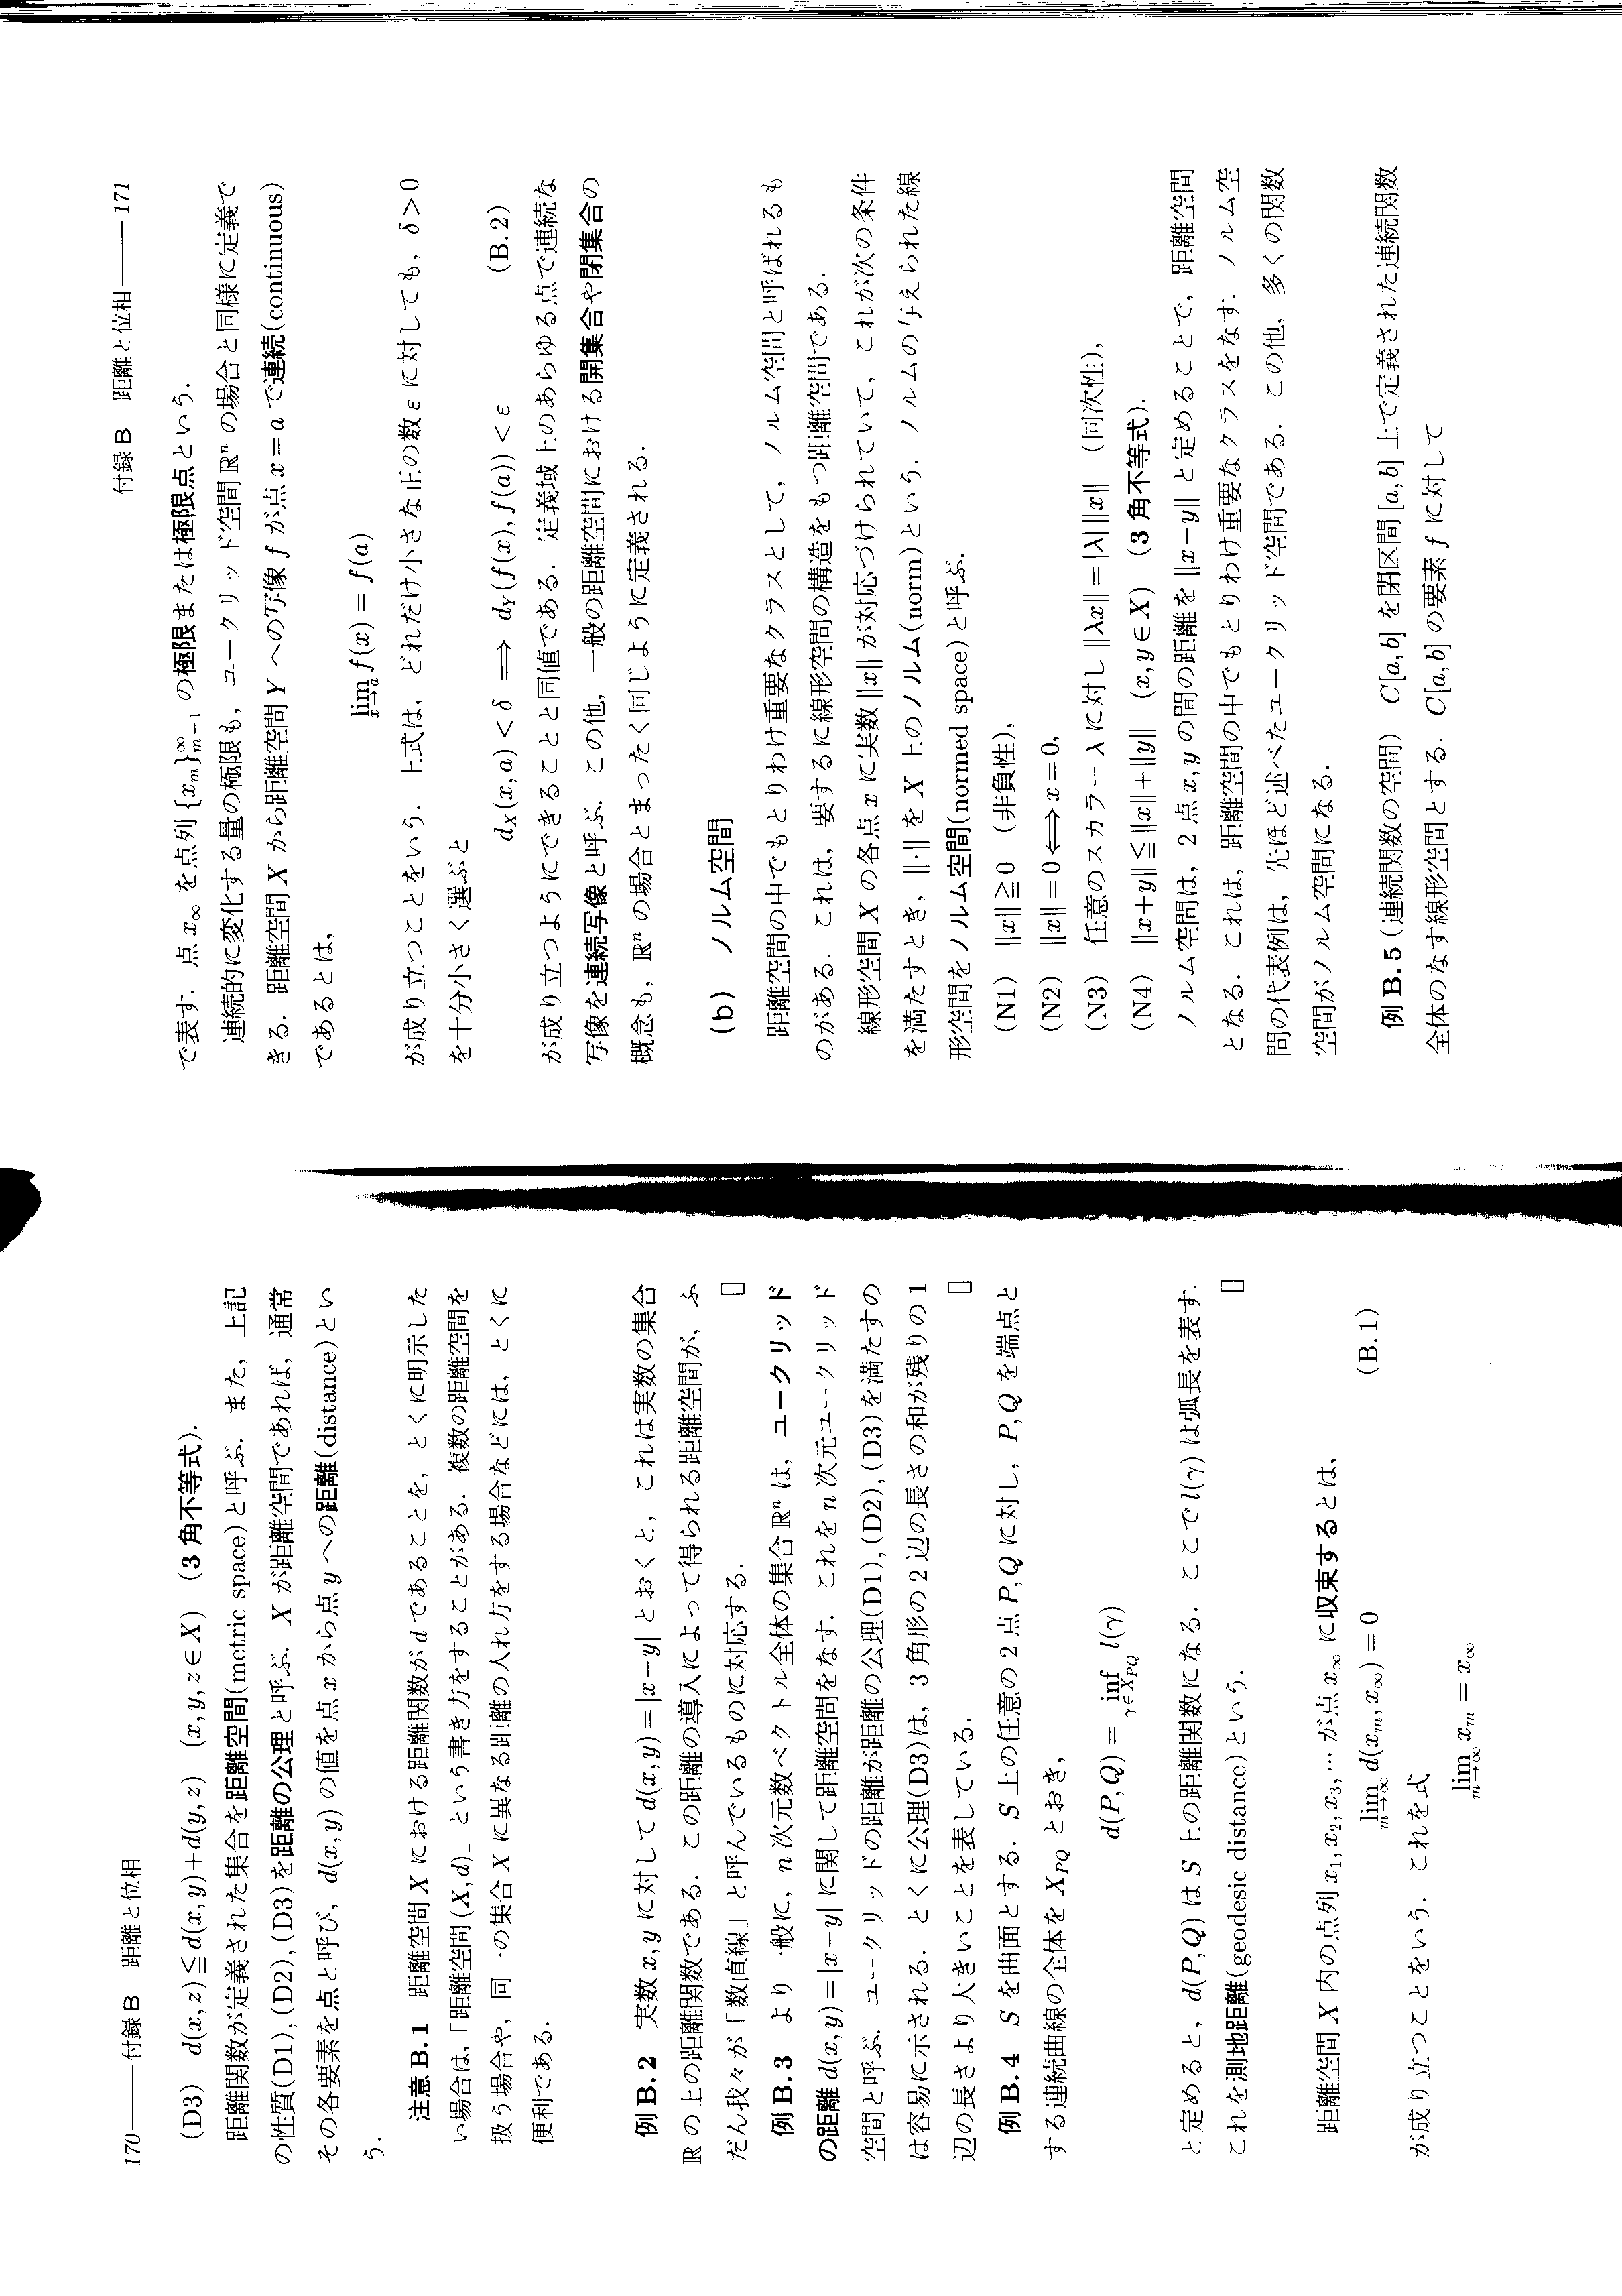 170——付録 B　距離と位相
(D3)　d(x,z)≦d(x,y)+d(y,z)　(x,y,z∈X)　(3 角不等式).
距離関数が定義された集合を距離空間(metric space)と呼ぶ．また，上記
の性質(D1),(D2),(D3)を距離の公理と呼ぶ．X が距離空間であれば，通常
その各要素を点と呼び，d(x,y) の値を点 x から点 y への距離(distance)とい
う．
注意 B.1　距離空間 X における距離関数が d であることを，とくに明示した
い場合は，「距離空間 (X,d)」という書き方をすることがある．複数の距離空間を
扱う場合や，同一の集合 X に異なる距離の入れ方をする場合などには，とくに
便利である．
例 B.2　実数 x,y に対して d(x,y)=|x−y| とおくと，これは実数の集合
ℝ の上の距離関数である．この距離の導入によって得られる距離空間が，ふ
だん我々が「数直線」と呼んでいるものに対応する．　□
例 B.3　より一般に，n 次元数ベクトル全体の集合 ℝⁿ は，ユークリッド
の距離 d(x,y)=|x−y| に関して距離空間をなす．これを n 次元ユークリッド
空間と呼ぶ．ユークリッドの距離が距離の公理(D1),(D2),(D3)を満たすの
は容易に示される．とくに公理(D3)は，3 角形の 2 辺の長さの和が残りの 1
辺の長さより大きいことを表している．　□
例 B.4　S を曲面とする．S 上の任意の 2 点 P,Q に対し，P,Q を端点と
する連続曲線の全体を X_{PQ} とおき，
d(P,Q) = inf_{γ∈X_{PQ}} l(γ)
と定めると，d(P,Q) は S 上の距離関数になる．ここで l(γ) は弧長を表す．
これを測地距離(geodesic distance)という．　□
距離空間 X 内の点列 x₁,x₂,x₃,… が点 x_∞ に収束するとは，
lim_{m→∞} d(x_m,x_∞) = 0　(B.1)
が成り立つことをいう．これを式
lim_{m→∞} x_m = x_∞
付録 B　距離と位相——171
で表す．点 x_∞ を点列 {x_m}_{m=1}^∞ の極限または極限点という．
連続的に変化する量の極限も，ユークリッド空間 ℝⁿ の場合と同様に定義で
きる．距離空間 X から距離空間 Y への写像 f が点 x=a で連続(continuous)
であるとは，
lim_{x→a} f(x) = f(a)
が成り立つことをいう．上式は，どれだけ小さな正の数 ε に対しても，δ>0
を十分小さく選ぶと
d_X(x,a) < δ ⟹ d_Y(f(x),f(a)) < ε　(B.2)
が成り立つようにできることと同値である．定義域上のあらゆる点で連続な
写像を連続写像と呼ぶ．この他，一般の距離空間における開集合や閉集合の
概念も，ℝⁿ の場合とまったく同じように定義される．
(b)　ノルム空間
距離空間の中でもとりわけ重要なクラスとして，ノルム空間と呼ばれるも
のがある．これは，要するに線形空間の構造をもつ距離空間である．
線形空間 X の各点 x に実数 ‖x‖ が対応づけられていて，これが次の条件
を満たすとき，‖·‖ を X 上のノルム(norm)という．ノルムの与えられた線
形空間をノルム空間(normed space)と呼ぶ．
(N1)　‖x‖≧0　(非負性),
(N2)　‖x‖=0⟺x=0,
(N3)　任意のスカラー λ に対し ‖λx‖=|λ|‖x‖　(同次性),
(N4)　‖x+y‖≦‖x‖+‖y‖　(x,y∈X)　(3 角不等式).
ノルム空間は，2 点 x,y の間の距離を ‖x−y‖ と定めることで，距離空間
となる．これは，距離空間の中でもとりわけ重要なクラスをなす．ノルム空
間の代表例は，先ほど述べたユークリッド空間である．この他，多くの関数
空間がノルム空間になる．
例 B.5 (連続関数の空間)　C[a,b] を閉区間 [a,b] 上で定義された連続関数
全体のなす線形空間とする．C[a,b] の要素 f に対して